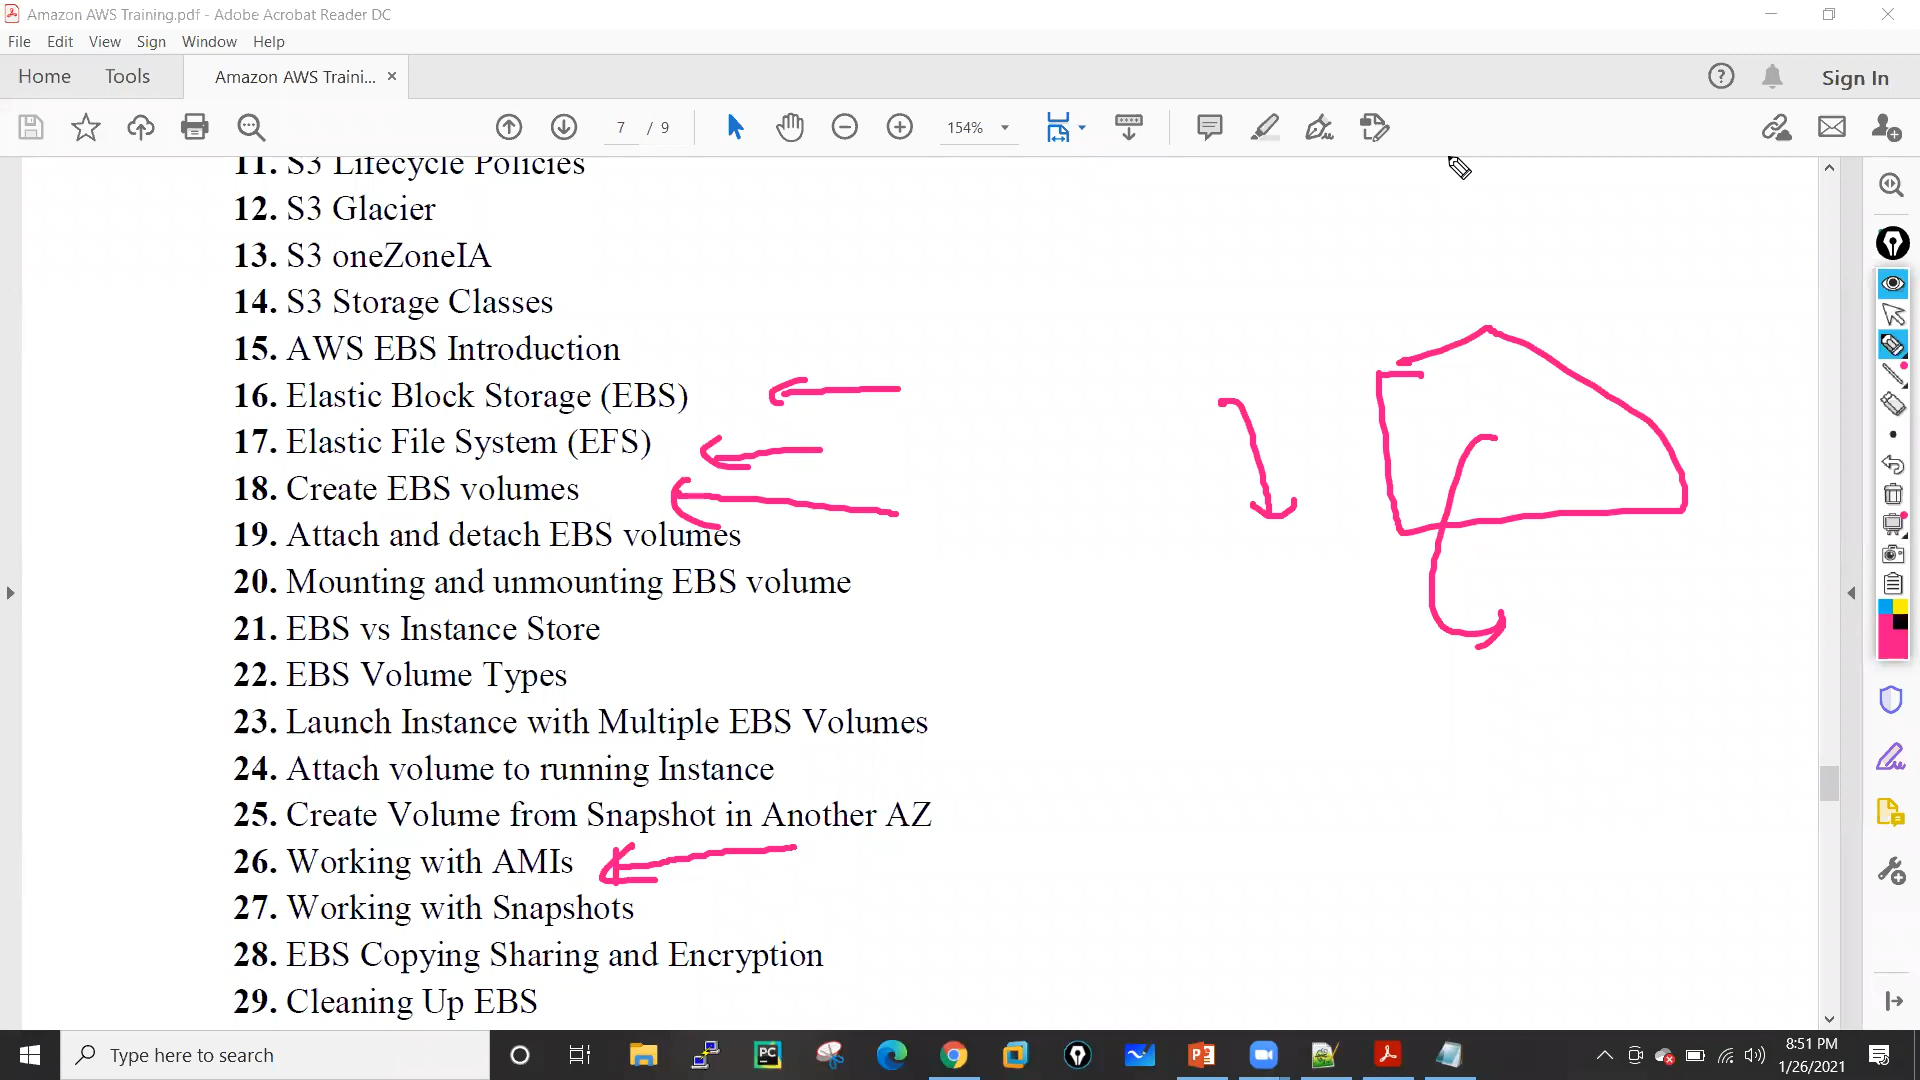 Amazon AWS Training.pdf - Adobe Acrobat Reader DC
File Edit View Sign Window Help
Home Tools Amazon AWS Traini... × Sign In
7 / 9 154%
11. S3 Lifecycle Policies
12. S3 Glacier
13. S3 oneZoneIA
14. S3 Storage Classes
15. AWS EBS Introduction
16. Elastic Block Storage (EBS)
17. Elastic File System (EFS)
18. Create EBS volumes
19. Attach and detach EBS volumes
20. Mounting and unmounting EBS volume
21. EBS vs Instance Store
22. EBS Volume Types
23. Launch Instance with Multiple EBS Volumes
24. Attach volume to running Instance
25. Create Volume from Snapshot in Another AZ
26. Working with AMIs
27. Working with Snapshots
28. EBS Copying Sharing and Encryption
29. Cleaning Up EBS
Type here to search
PC
8:51 PM
1/26/2021